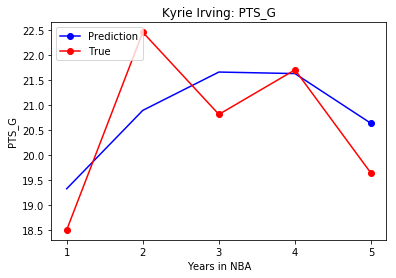 Kyrie Irving: PTS_G
Prediction
True
22.5
22.0
21.5
21.0
20.5
20.0
19.5
19.0
18.5
PTS_G
1 2 3 4 5
Years in NBA